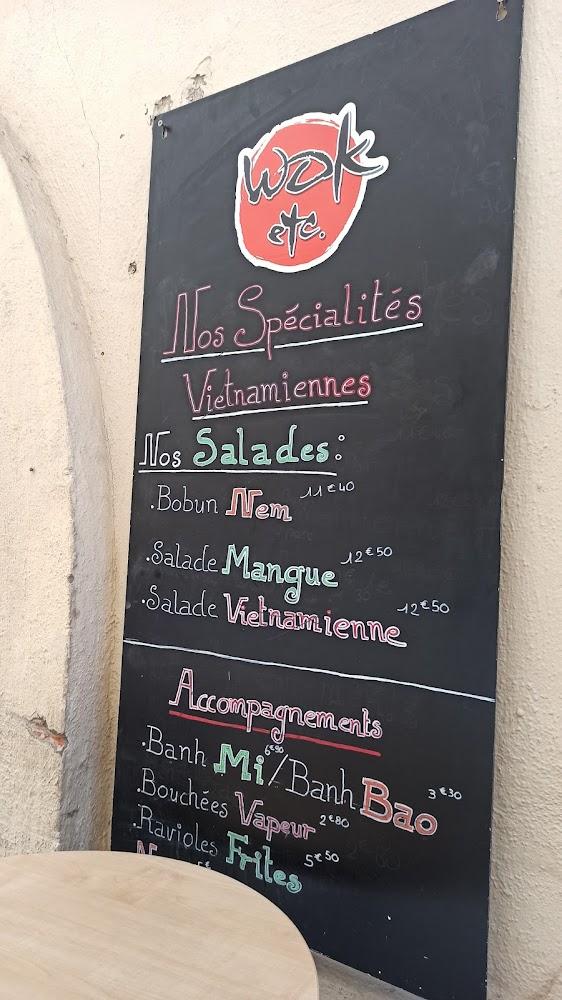 wok
etc.
Nos Spécialités
Vietnamiennes
Nos Salades:
.Bobun Nem 11€40
.Salade Mangue 12€50
.Salade Vietnamienne 12€50
Accompagnements
.Banh Mi 6€90 / Banh Bao 3€30
.Bouchées Vapeur 2€80
.Ravioles Frites 5€50